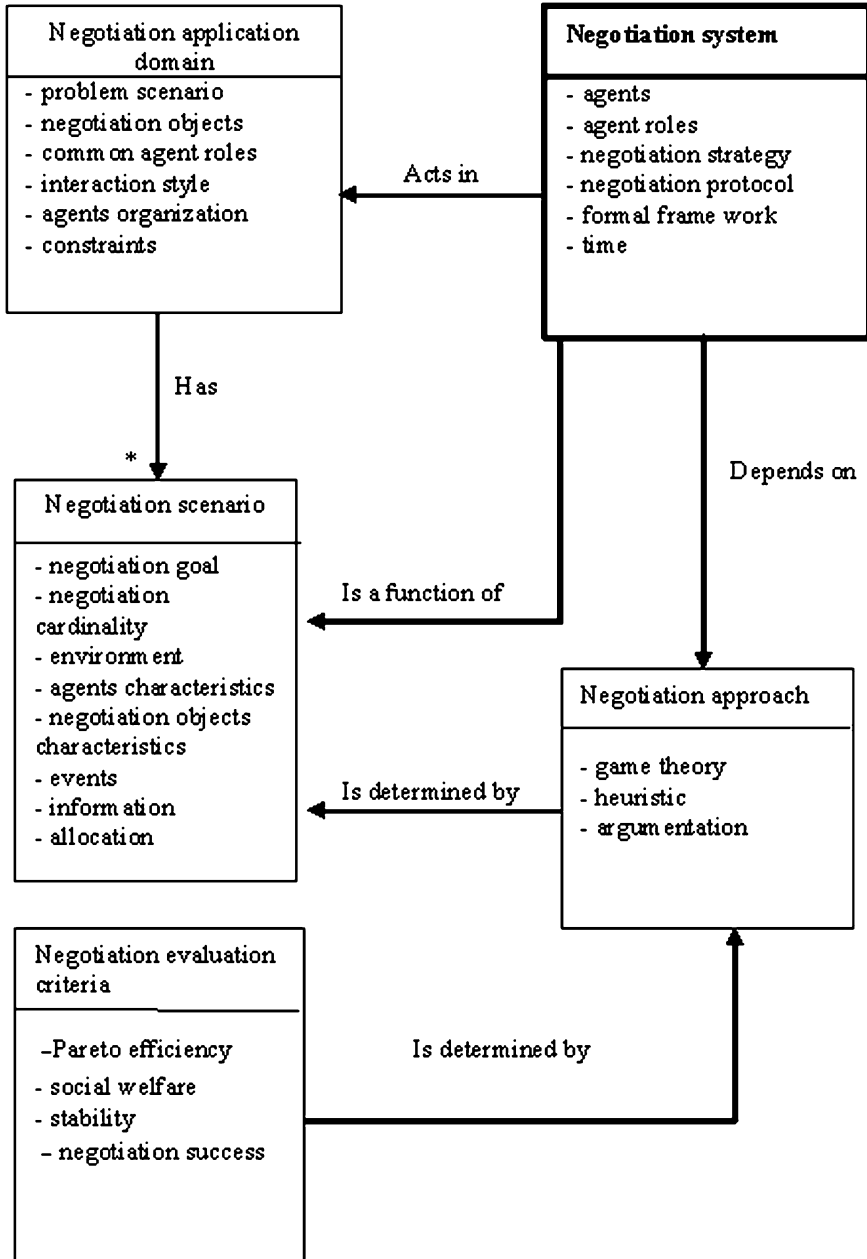 Negotiation application
domain
- problem scenario
- negotiation objects
- common agent roles
- interaction style
- agents organization
- constraints
Negotiation system
- agents
- agent roles
- negotiation strategy
- negotiation protocol
- formal frame work
- time
Acts in
Has
*
Depends on
Negotiation scenario
- negotiation goal
- negotiation
cardinality
- environment
- agents characteristics
- negotiation objects
characteristics
- events
- information
- allocation
Is a function of
Is determined by
Negotiation approach
- game theory
- heuristic
- argumentation
Negotiation evaluation
criteria
-Pareto efficiency
- social welfare
- stability
- negotiation success
Is determined by